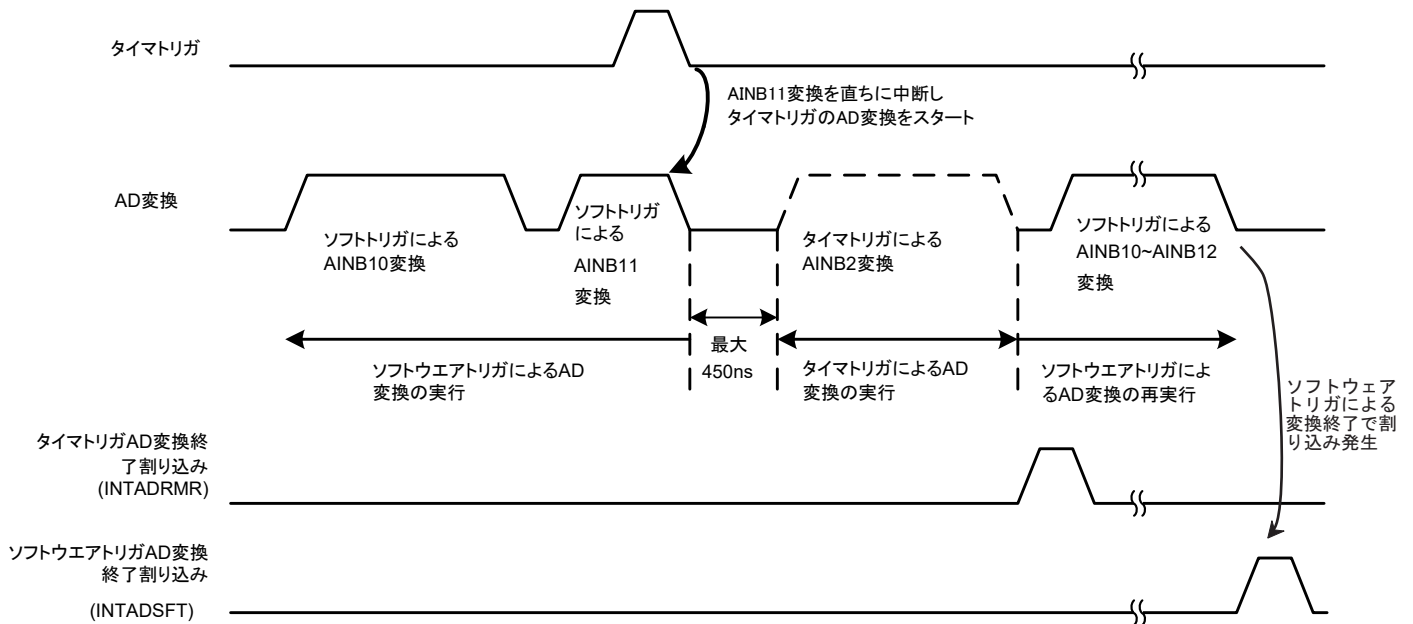 タイマトリガ
AINB11変換を直ちに中断し
タイマトリガのAD変換をスタート
AD変換
ソフトトリガによる
AINB10変換
ソフトトリガ
による
AINB11
変換
タイマトリガによる
AINB2変換
ソフトトリガによる
AINB10~AINB12
変換
ソフトウエアトリガによるAD
変換の実行
最大
450ns
タイマトリガによるAD
変換の実行
ソフトウエアトリガによ
るAD変換の再実行
ソフトウェア
トリガによる
変換終了で割
り込み発生
タイマトリガAD変換終
了割り込み
(INTADRMR)
ソフトウエアトリガAD変換
終了割り込み
(INTADSFT)